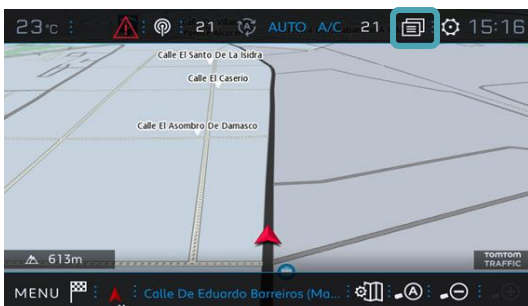 23°C 21 AUTO A/C 21 15:16
Calle El Santo De La Isidra
Calle El Caserio
Calle El Asombro De Damasco
613m
TOMTOM
TRAFFIC
MENU Calle De Eduardo Barreiros (Ma...